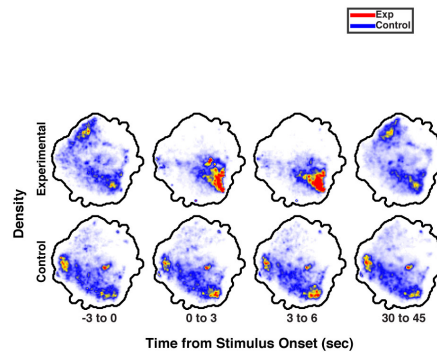 Exp
Control
Experimental
Density
Control
-3 to 0
0 to 3
3 to 6
30 to 45
Time from Stimulus Onset (sec)